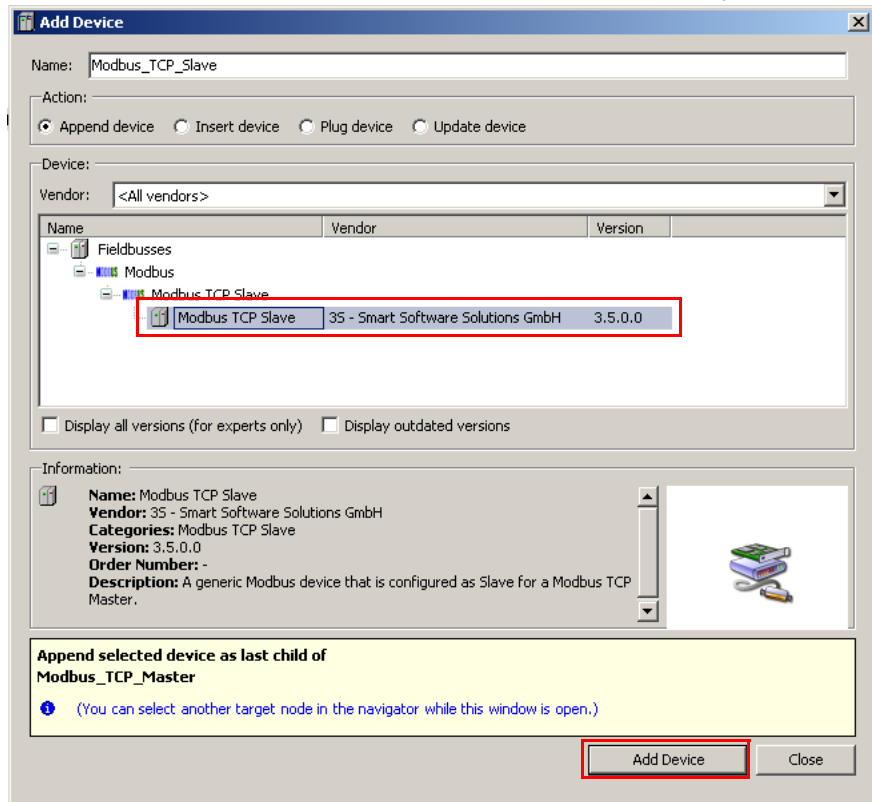 Add Device
Name: Modbus_TCP_Slave
Action:
Append device Insert device Plug device Update device
Device:
Vendor: <All vendors>
Name Vendor Version
Fieldbusses
MODBUS Modbus
MODBUS Modbus TCP Slave
Modbus TCP Slave 3S - Smart Software Solutions GmbH 3.5.0.0
Display all versions (for experts only) Display outdated versions
Information:
Name: Modbus TCP Slave
Vendor: 3S - Smart Software Solutions GmbH
Categories: Modbus TCP Slave
Version: 3.5.0.0
Order Number: -
Description: A generic Modbus device that is configured as Slave for a Modbus TCP
Master.
Append selected device as last child of
Modbus_TCP_Master
(You can select another target node in the navigator while this window is open.)
Add Device Close